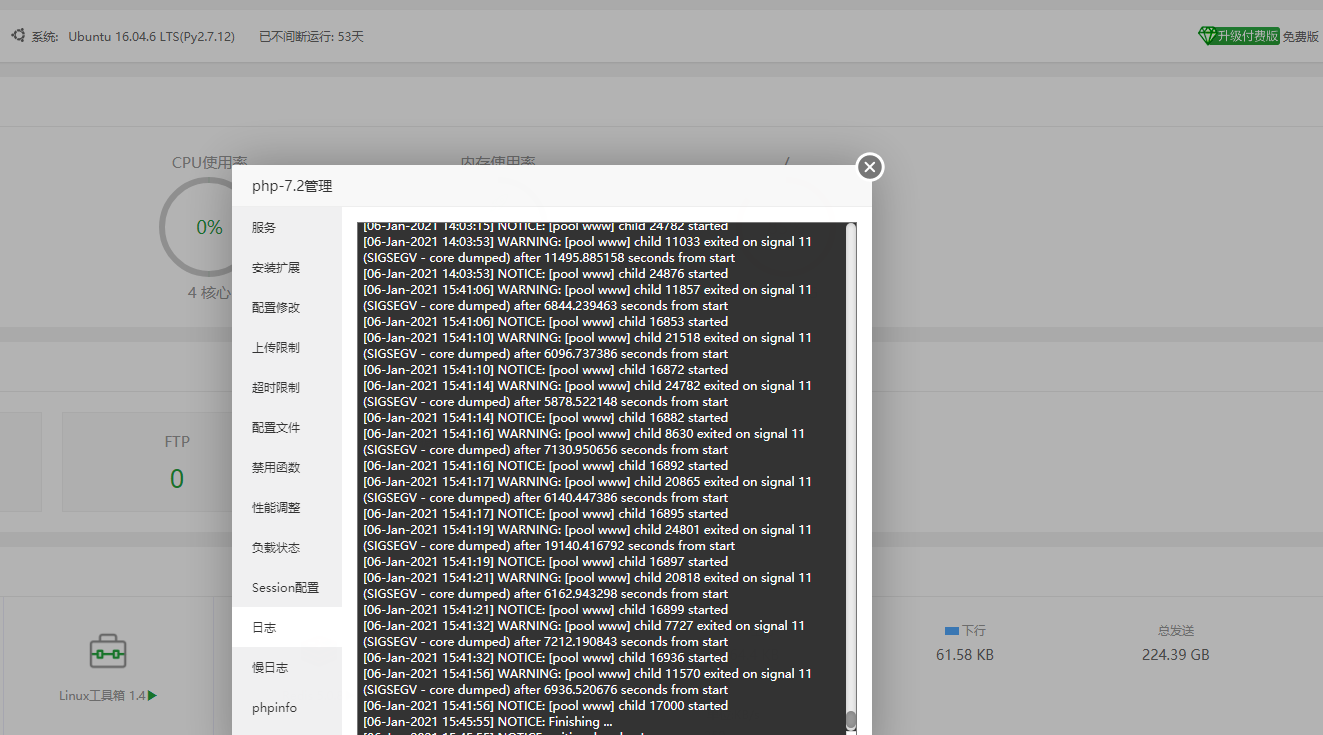 系统: Ubuntu 16.04.6 LTS(Py2.7.12) 已不间断运行: 53天
升级付费版 免费版
CPU使用率 内存使用率 /
0%
4 核心
FTP
0
Linux工具箱 1.4
php-7.2管理
服务
安装扩展
配置修改
上传限制
超时限制
配置文件
禁用函数
性能调整
负载状态
Session配置
日志
慢日志
phpinfo
[06-Jan-2021 14:03:15] NOTICE: [pool www] child 24782 started
[06-Jan-2021 14:03:53] WARNING: [pool www] child 11033 exited on signal 11
(SIGSEGV - core dumped) after 11495.885158 seconds from start
[06-Jan-2021 14:03:53] NOTICE: [pool www] child 24876 started
[06-Jan-2021 15:41:06] WARNING: [pool www] child 11857 exited on signal 11
(SIGSEGV - core dumped) after 6844.239463 seconds from start
[06-Jan-2021 15:41:06] NOTICE: [pool www] child 16853 started
[06-Jan-2021 15:41:10] WARNING: [pool www] child 21518 exited on signal 11
(SIGSEGV - core dumped) after 6096.737386 seconds from start
[06-Jan-2021 15:41:10] NOTICE: [pool www] child 16872 started
[06-Jan-2021 15:41:14] WARNING: [pool www] child 24782 exited on signal 11
(SIGSEGV - core dumped) after 5878.522148 seconds from start
[06-Jan-2021 15:41:14] NOTICE: [pool www] child 16882 started
[06-Jan-2021 15:41:16] WARNING: [pool www] child 8630 exited on signal 11
(SIGSEGV - core dumped) after 7130.950656 seconds from start
[06-Jan-2021 15:41:16] NOTICE: [pool www] child 16892 started
[06-Jan-2021 15:41:17] WARNING: [pool www] child 20865 exited on signal 11
(SIGSEGV - core dumped) after 6140.447386 seconds from start
[06-Jan-2021 15:41:17] NOTICE: [pool www] child 16895 started
[06-Jan-2021 15:41:19] WARNING: [pool www] child 24801 exited on signal 11
(SIGSEGV - core dumped) after 19140.416792 seconds from start
[06-Jan-2021 15:41:19] NOTICE: [pool www] child 16897 started
[06-Jan-2021 15:41:21] WARNING: [pool www] child 20818 exited on signal 11
(SIGSEGV - core dumped) after 6162.943298 seconds from start
[06-Jan-2021 15:41:21] NOTICE: [pool www] child 16899 started
[06-Jan-2021 15:41:32] WARNING: [pool www] child 7727 exited on signal 11
(SIGSEGV - core dumped) after 7212.190843 seconds from start
[06-Jan-2021 15:41:32] NOTICE: [pool www] child 16936 started
[06-Jan-2021 15:41:56] WARNING: [pool www] child 11570 exited on signal 11
(SIGSEGV - core dumped) after 6936.520676 seconds from start
[06-Jan-2021 15:41:56] NOTICE: [pool www] child 17000 started
[06-Jan-2021 15:45:55] NOTICE: Finishing ...
下行 总发送
61.58 KB 224.39 GB